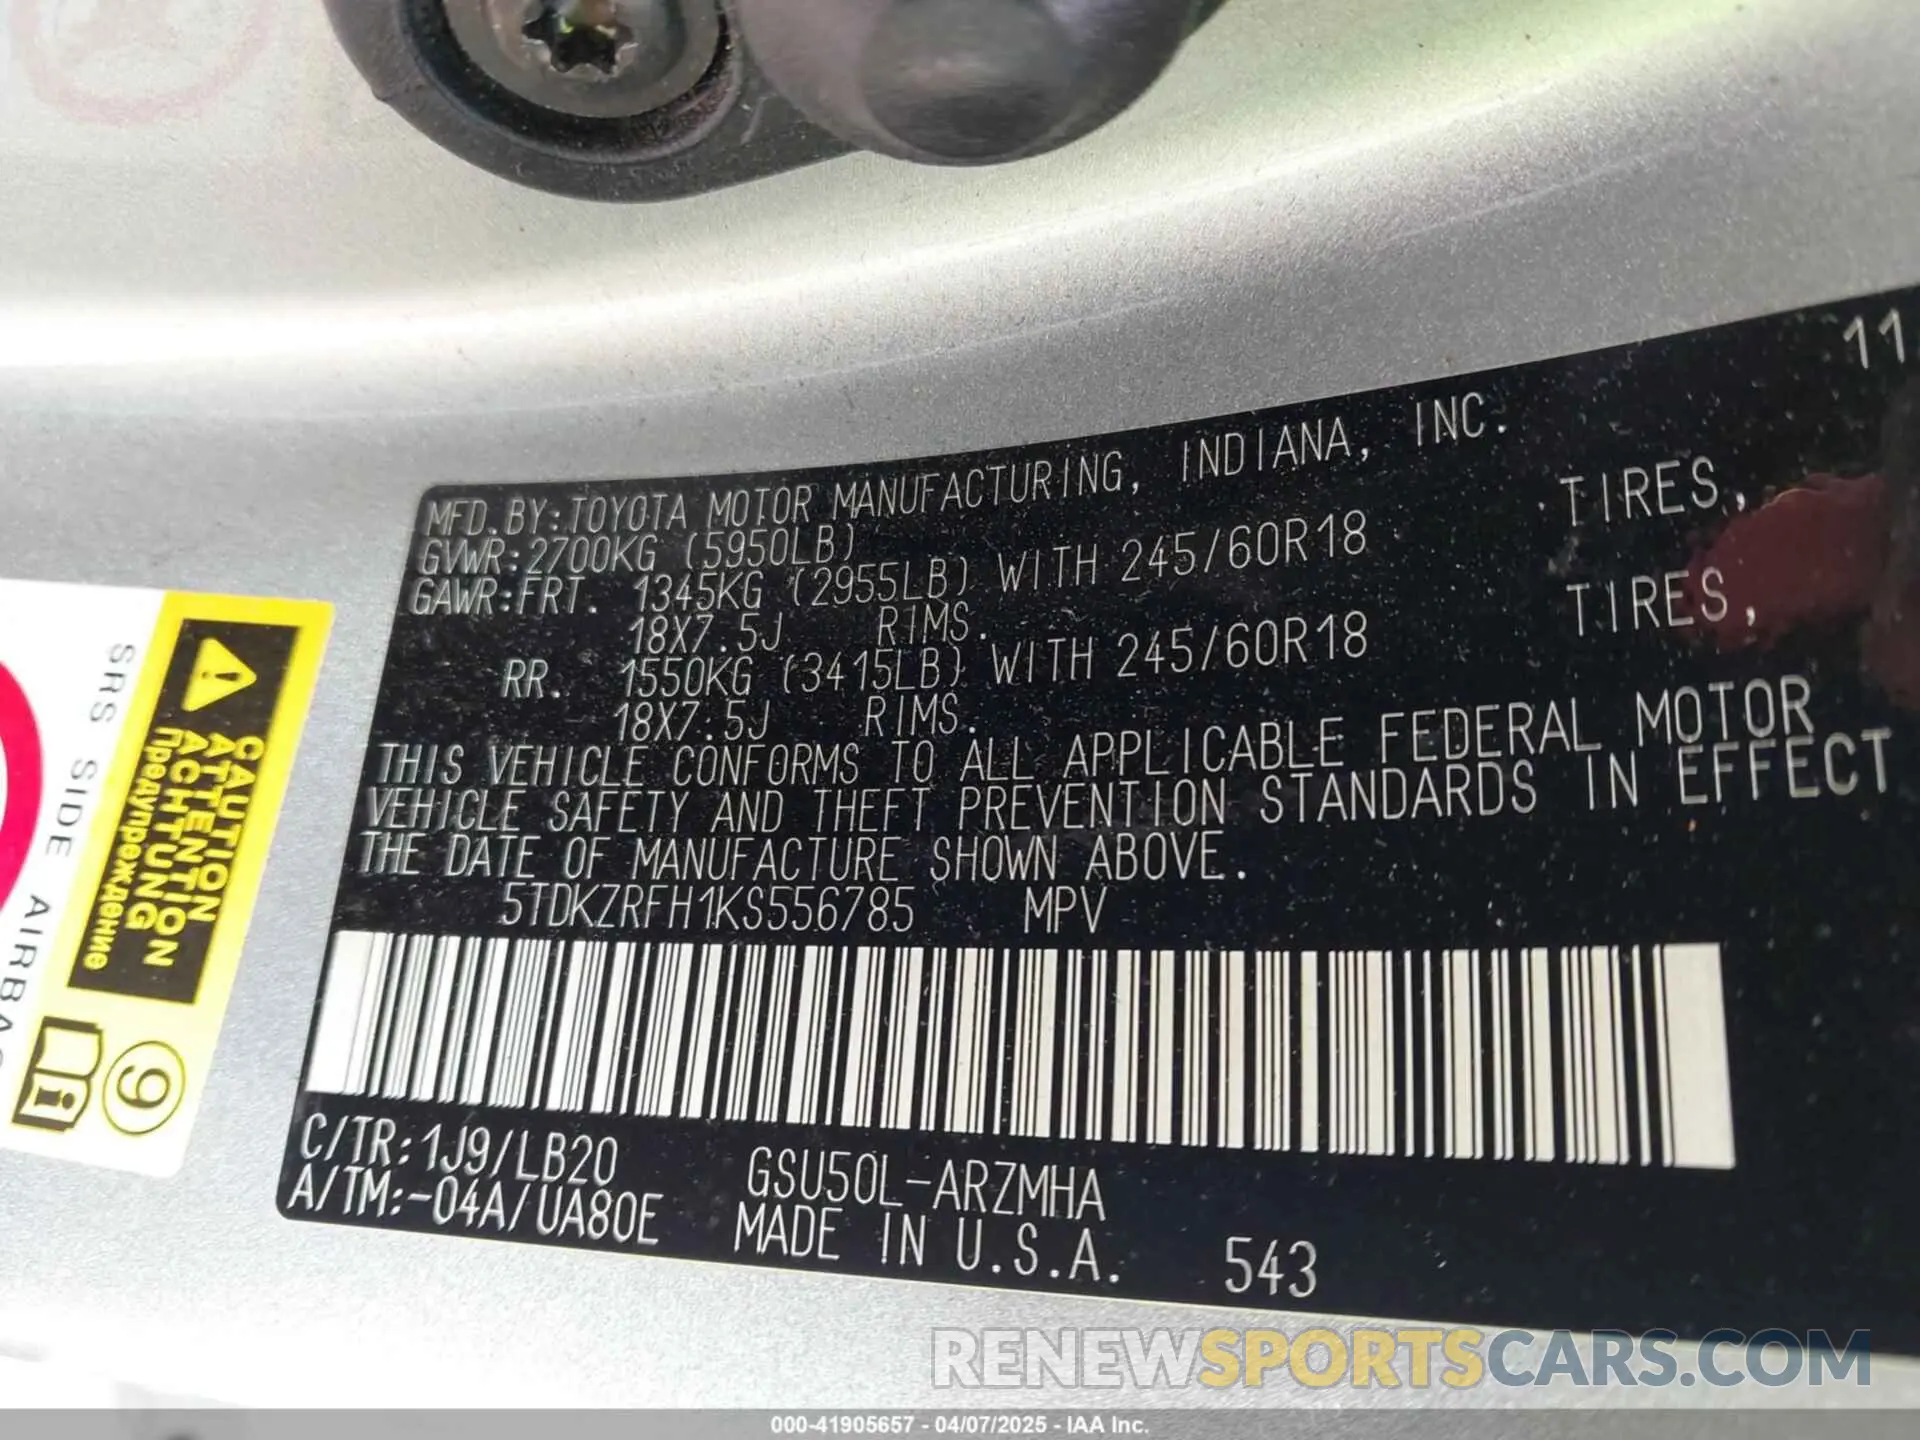 11
MFD.BY:TOYOTA MOTOR MANUFACTURING, INDIANA, INC.
GVWR:2700KG (5950LB)
GAWR:FRT. 1345KG (2955LB) WITH 245/60R18 TIRES,
18X7.5J RIMS.
RR. 1550KG (3415LB) WITH 245/60R18 TIRES,
18X7.5J RIMS.
THIS VEHICLE CONFORMS TO ALL APPLICABLE FEDERAL MOTOR
VEHICLE SAFETY AND THEFT PREVENTION STANDARDS IN EFFECT
THE DATE OF MANUFACTURE SHOWN ABOVE.
5TDKZRFH1KS556785 MPV
C/TR:1J9/LB20 GSU50L-ARZMHA
A/TM:-04A/UA80E MADE IN U.S.A. 543
CAUTION
ATTENTION
ACHTUNG
Предупреждение
SRS SIDE AIRBAG
9
i
RENEWSPORTSCARS.COM
000-41905657 - 04/07/2025 - IAA Inc.